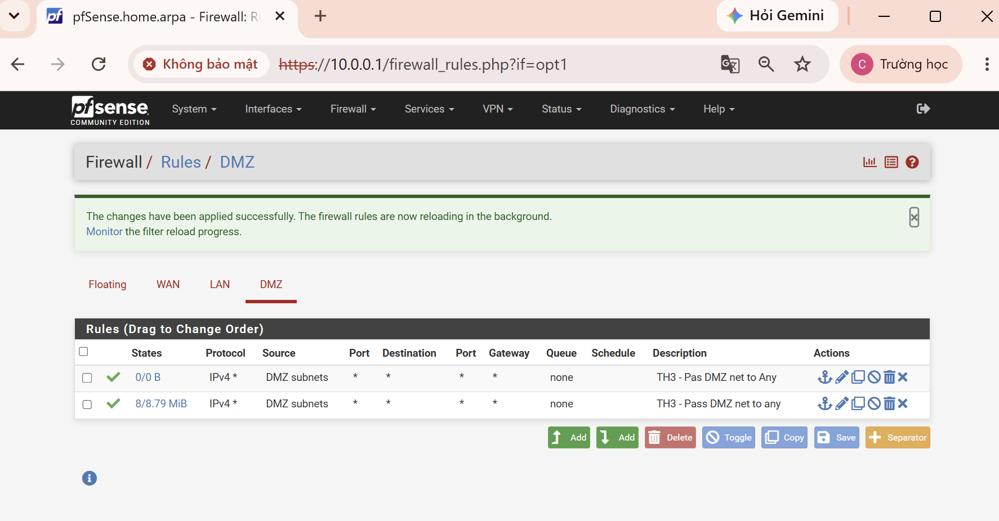 pfSense.home.arpa - Firewall: Ru
Hỏi Gemini
Không bảo mật
https://10.0.0.1/firewall_rules.php?if=opt1
C
Trường học
pfsense
COMMUNITY EDITION
System
Interfaces
Firewall
Services
VPN
Status
Diagnostics
Help
Firewall / Rules / DMZ
The changes have been applied successfully. The firewall rules are now reloading in the background.
Monitor the filter reload progress.
Floating WAN LAN DMZ
Rules (Drag to Change Order)
States Protocol Source Port Destination Port Gateway Queue Schedule Description Actions
0/0 B IPv4 * DMZ subnets * * * * none TH3 - Pas DMZ net to Any
8/8.79 MiB IPv4 * DMZ subnets * * * * none TH3 - Pass DMZ net to any
Add Add Delete Toggle Copy Save Separator